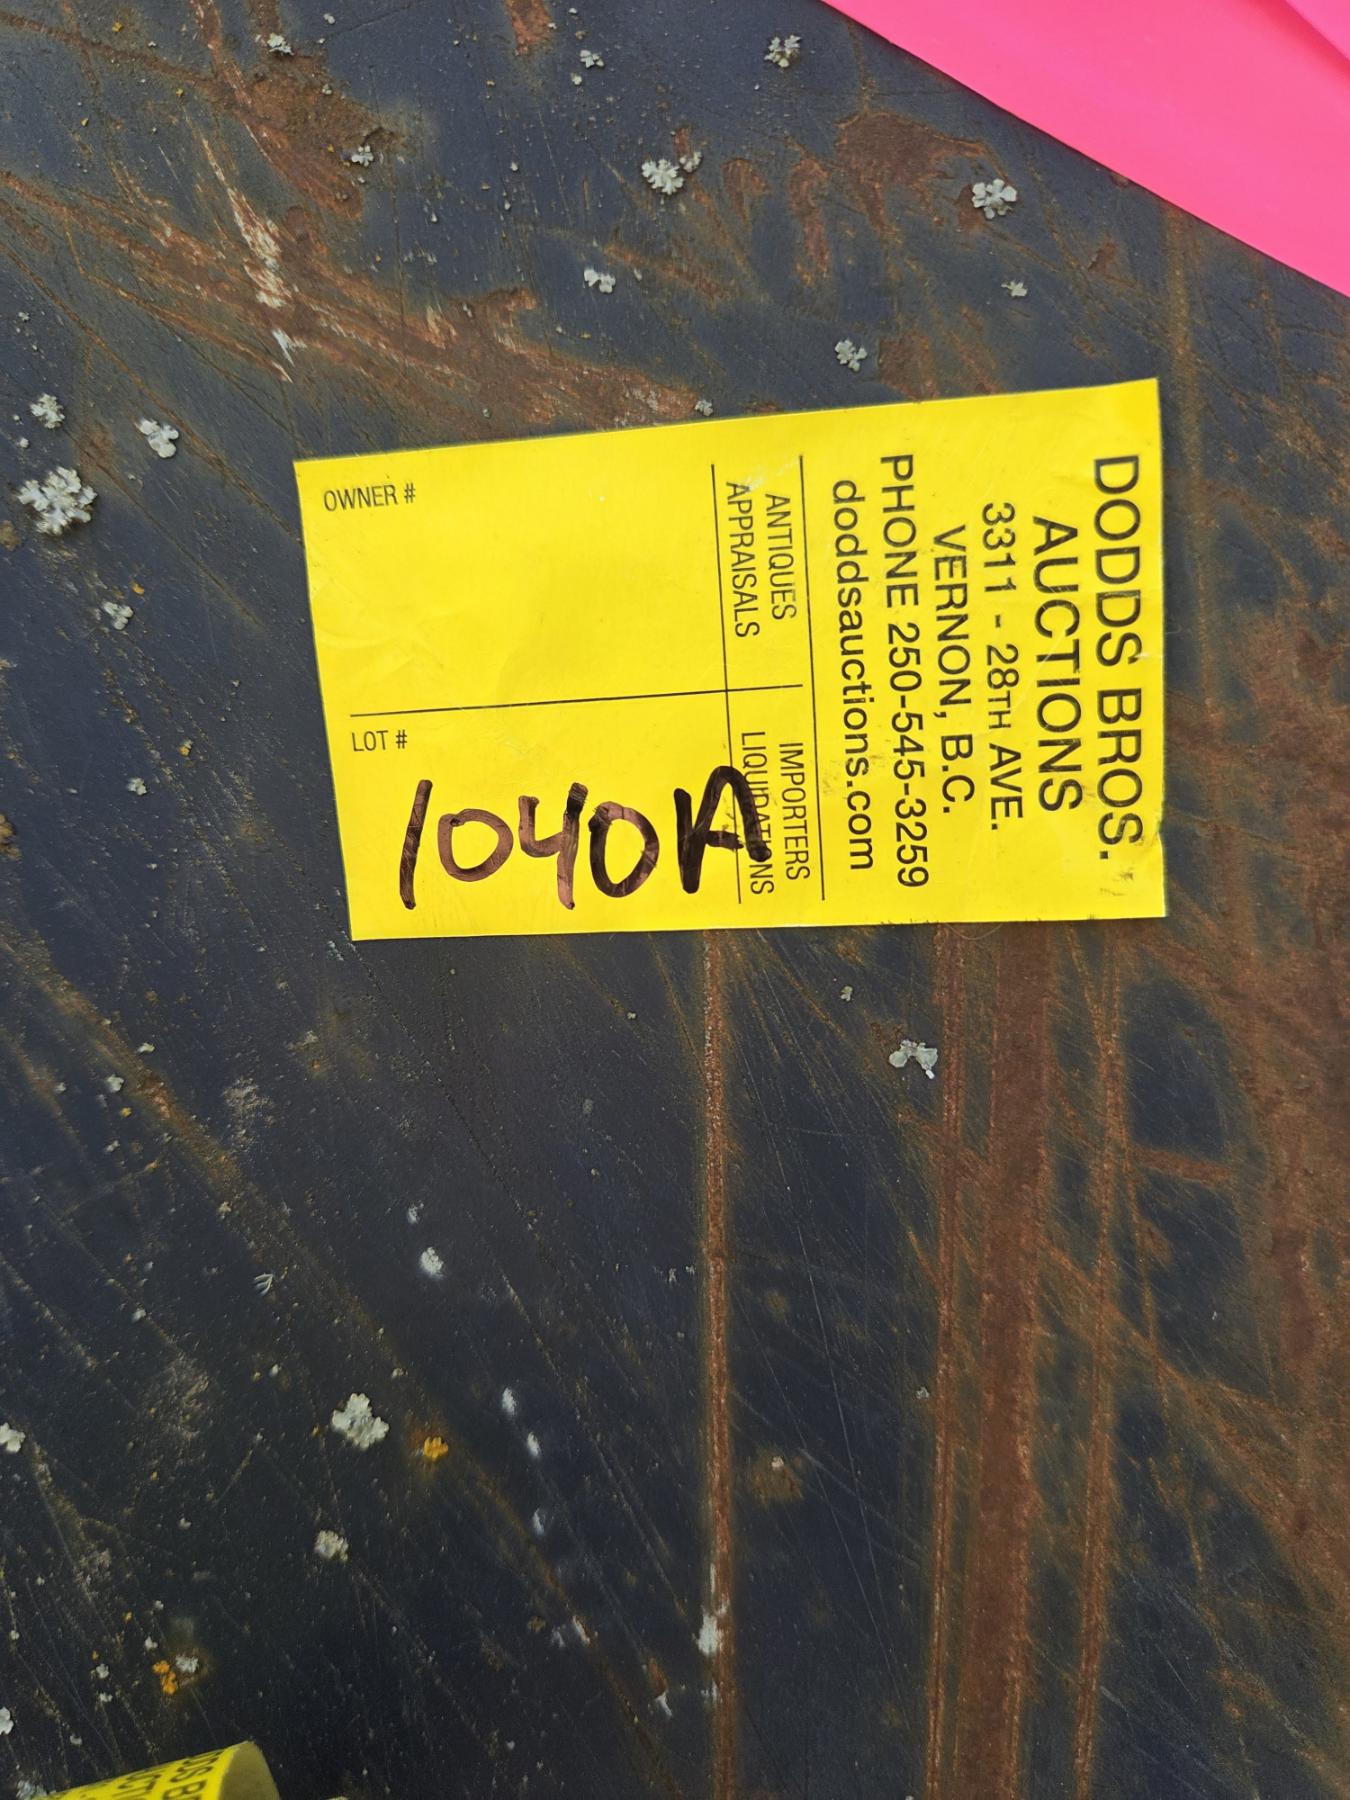 DODDS BROS.
AUCTIONS
3311 - 28TH AVE.
VERNON, B.C.
PHONE 250-545-3259
doddsauctions.com
ANTIQUES
APPRAISALS
IMPORTERS
LIQUIDATIONS
OWNER #
LOT #
1040A